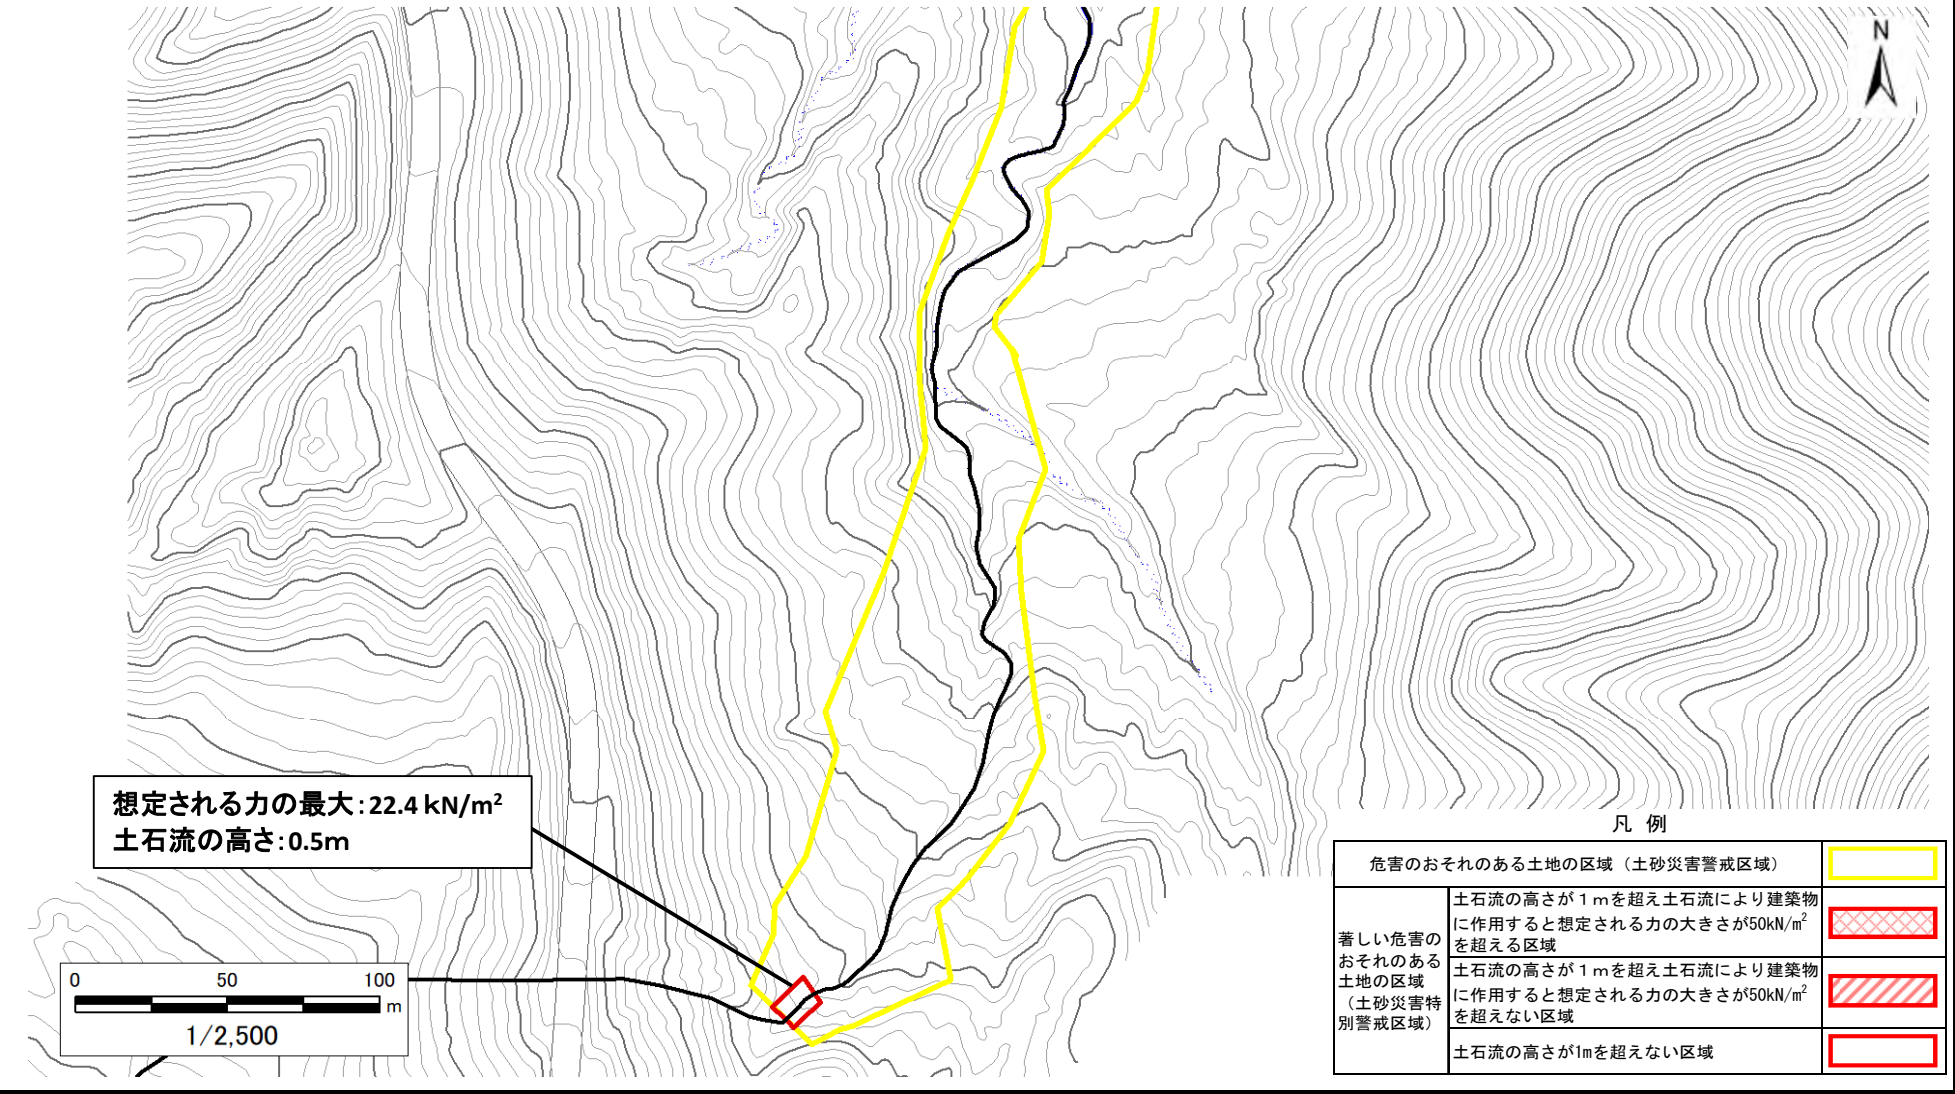 N
想定される力の最大:22.4 kN/m²
土石流の高さ:0.5m
0 50 100
m
1/2,500
凡 例
危害のおそれのある土地の区域（土砂災害警戒区域）
著しい危害の
おそれのある
土地の区域
（土砂災害特
別警戒区域）
土石流の高さが１ｍを超え土石流により建築物
に作用すると想定される力の大きさが50kN/㎡
を超える区域
土石流の高さが１ｍを超え土石流により建築物
に作用すると想定される力の大きさが50kN/㎡
を超えない区域
土石流の高さが1mを超えない区域